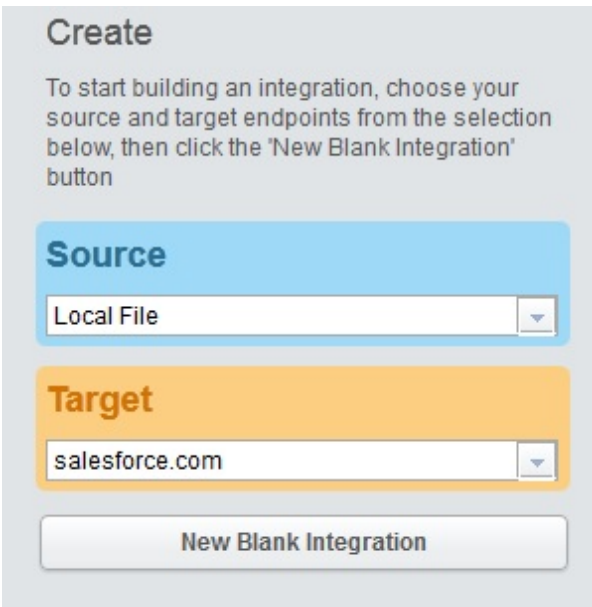 Create
To start building an integration, choose your
source and target endpoints from the selection
below, then click the 'New Blank Integration'
button
Source
Local File
Target
salesforce.com
New Blank Integration